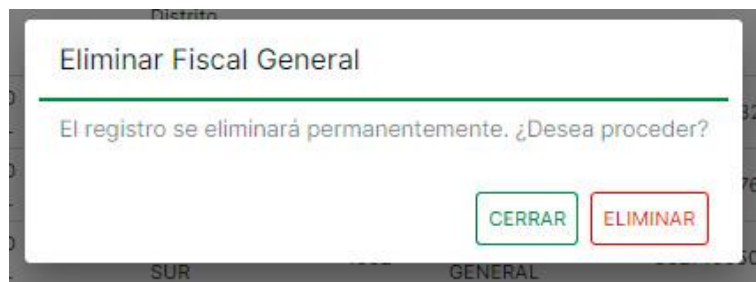 Distrito
Eliminar Fiscal General
El registro se eliminará permanentemente. ¿Desea proceder?
CERRAR
ELIMINAR
SUR
GENERAL